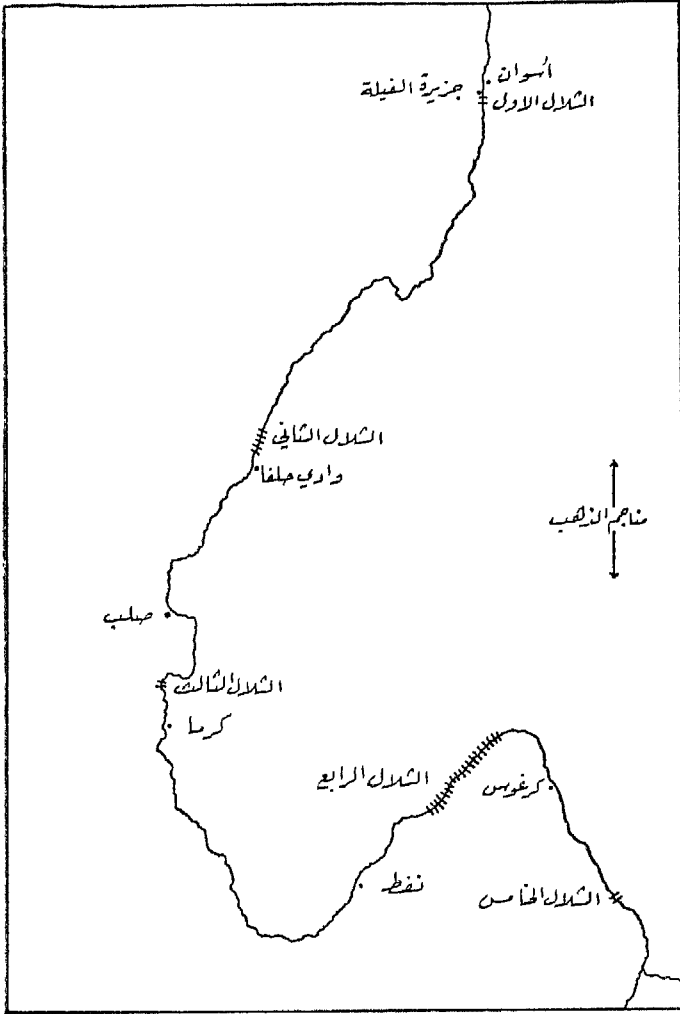 أسوان
جزيرة الفيلة
الشلال الاول
الشلال الثاني
وادي حلفا
مناجم الذهب
صلب
الشلال الثالث
كرما
الشلال الرابع
كرغوس
نفطر
الشلال الخامس